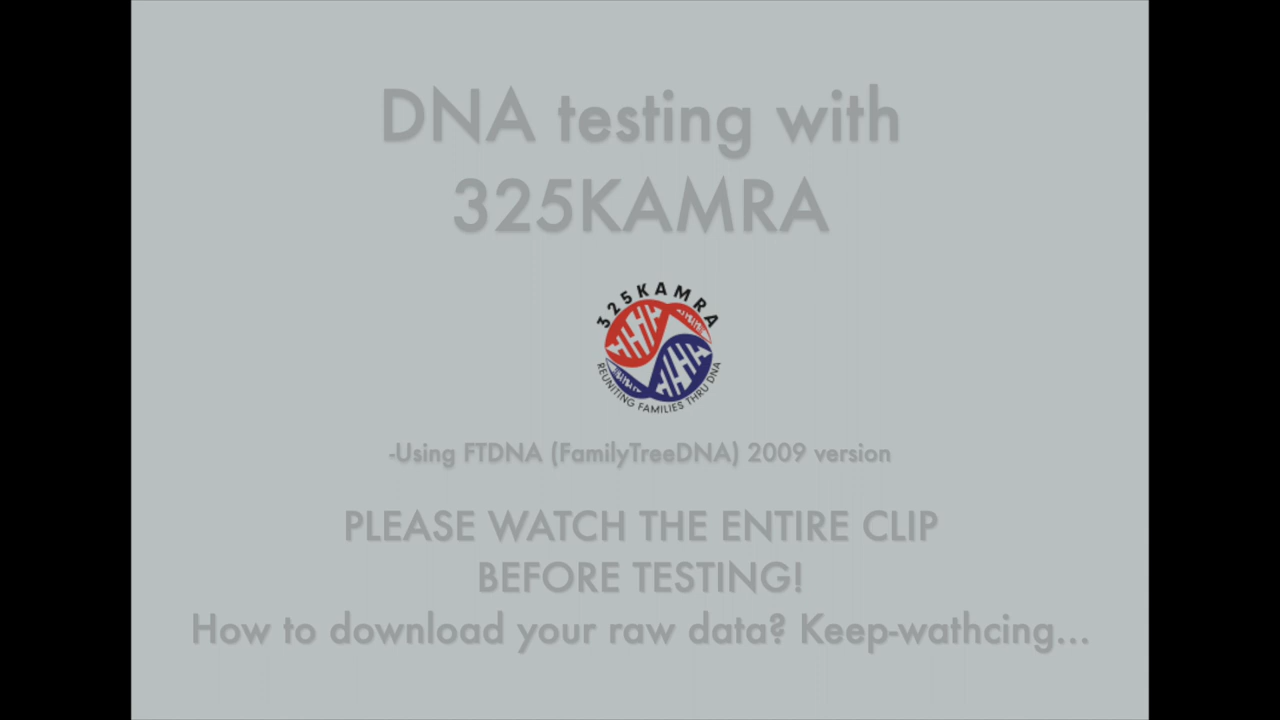 DNA testing with
325KAMRA
325KAMRA
REUNITING FAMILIES THRU DNA
-Using FTDNA (FamilyTreeDNA) 2009 version
PLEASE WATCH THE ENTIRE CLIP
BEFORE TESTING!
How to download your raw data? Keep-wathcing...